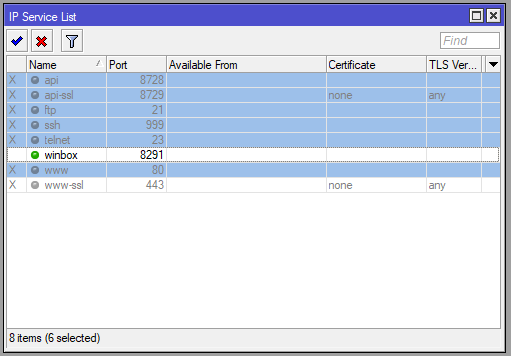 IP Service List
Find
Name Port Available From Certificate TLS Ver...
X api 8728
X api-ssl 8729 none any
X ftp 21
X ssh 999
X telnet 23
winbox 8291
X www 80
X www-ssl 443 none any
8 items (6 selected)